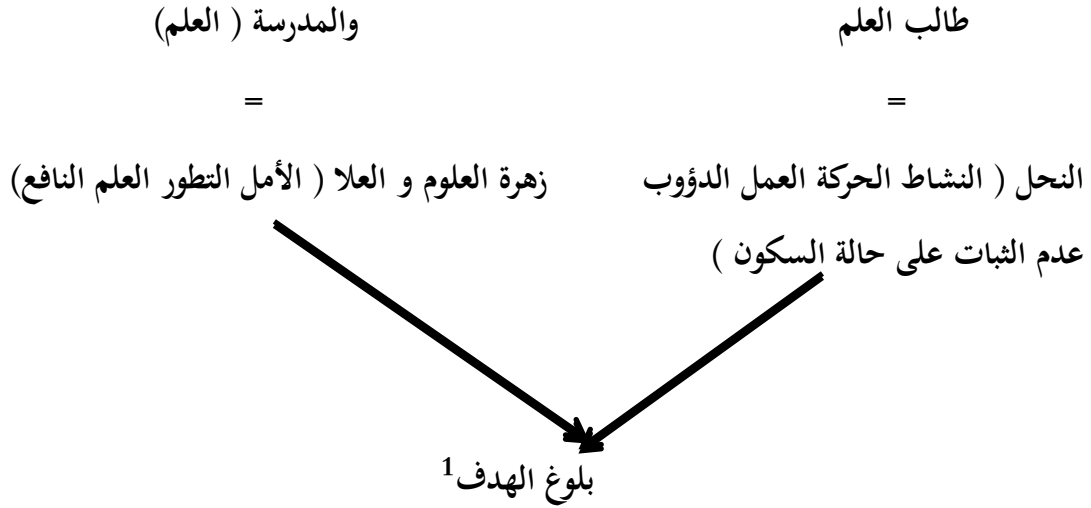 طالب العلم والمدرسة ( العلم)
= =
النحل ( النشاط الحركة العمل الدؤوب زهرة العلوم و العلا ( الأمل التطور العلم النافع)
عدم الثبات على حالة السكون )
بلوغ الهدف1